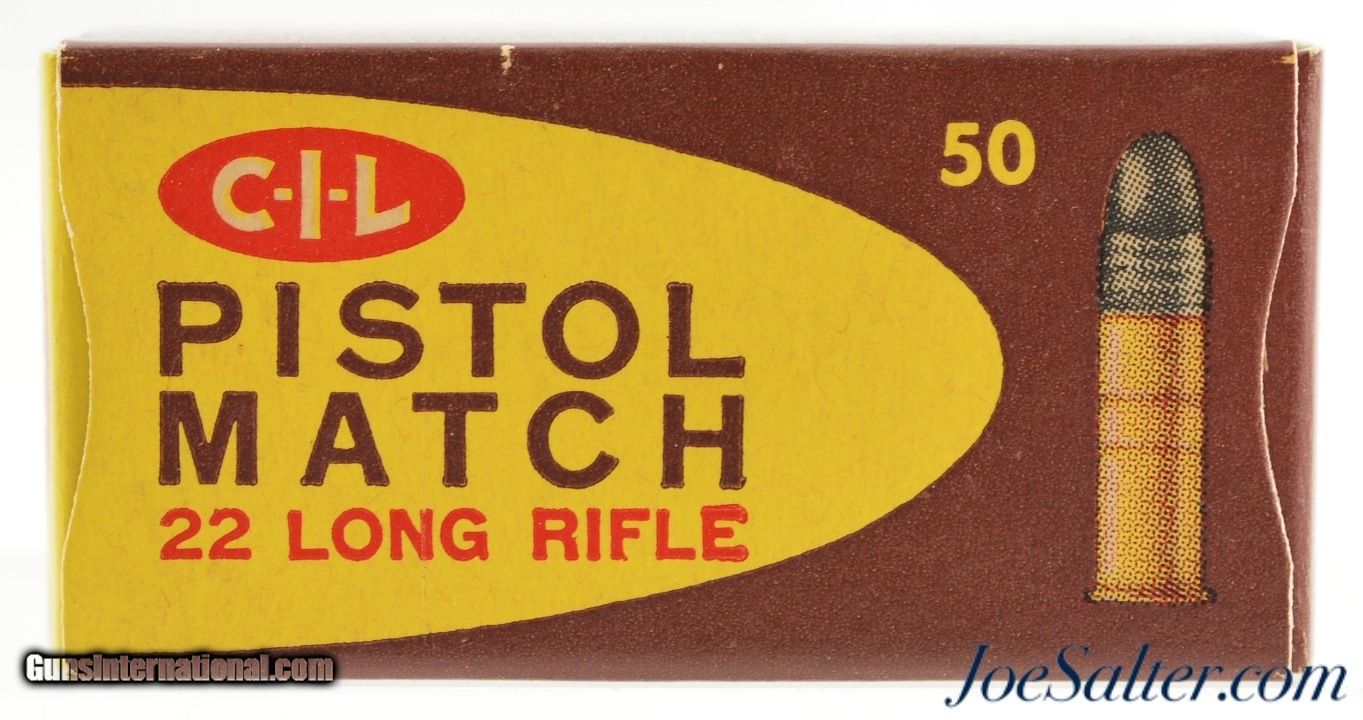 C-I-L
50
PISTOL
MATCH
22 LONG RIFLE
GunsInternational.com
JoeSalter.com